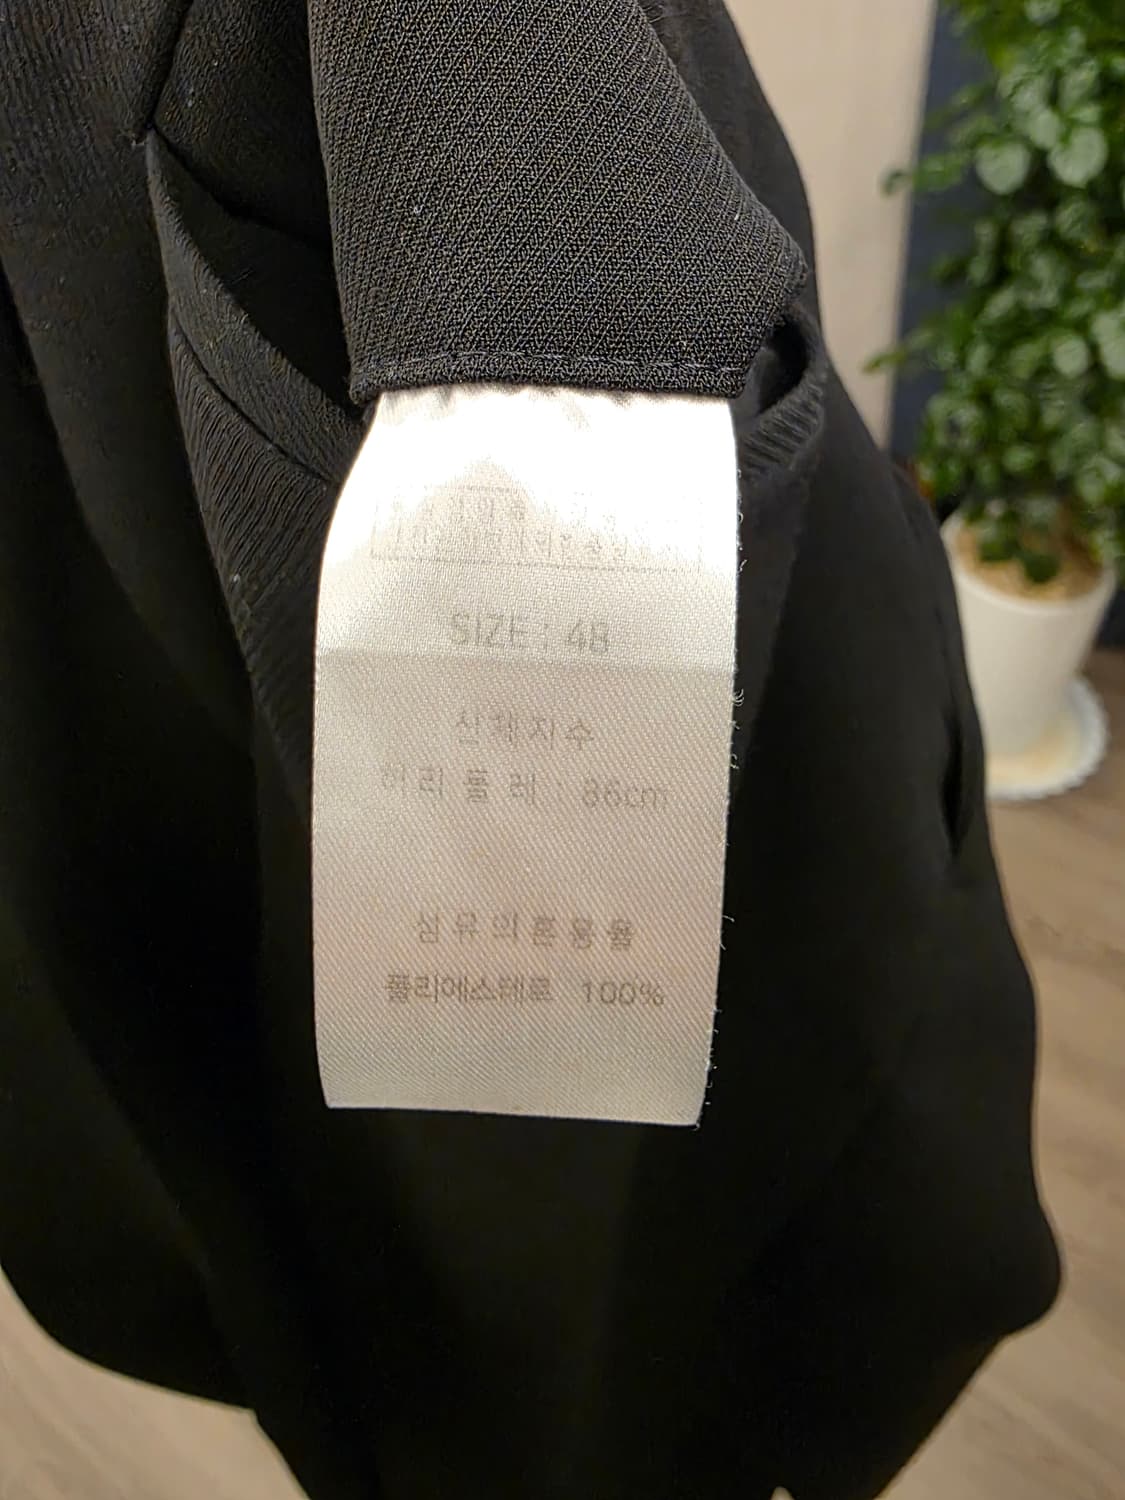 SIZE : 48
신체치수
허리둘레 : 86cm
섬유의혼용율
폴리에스테르 100%